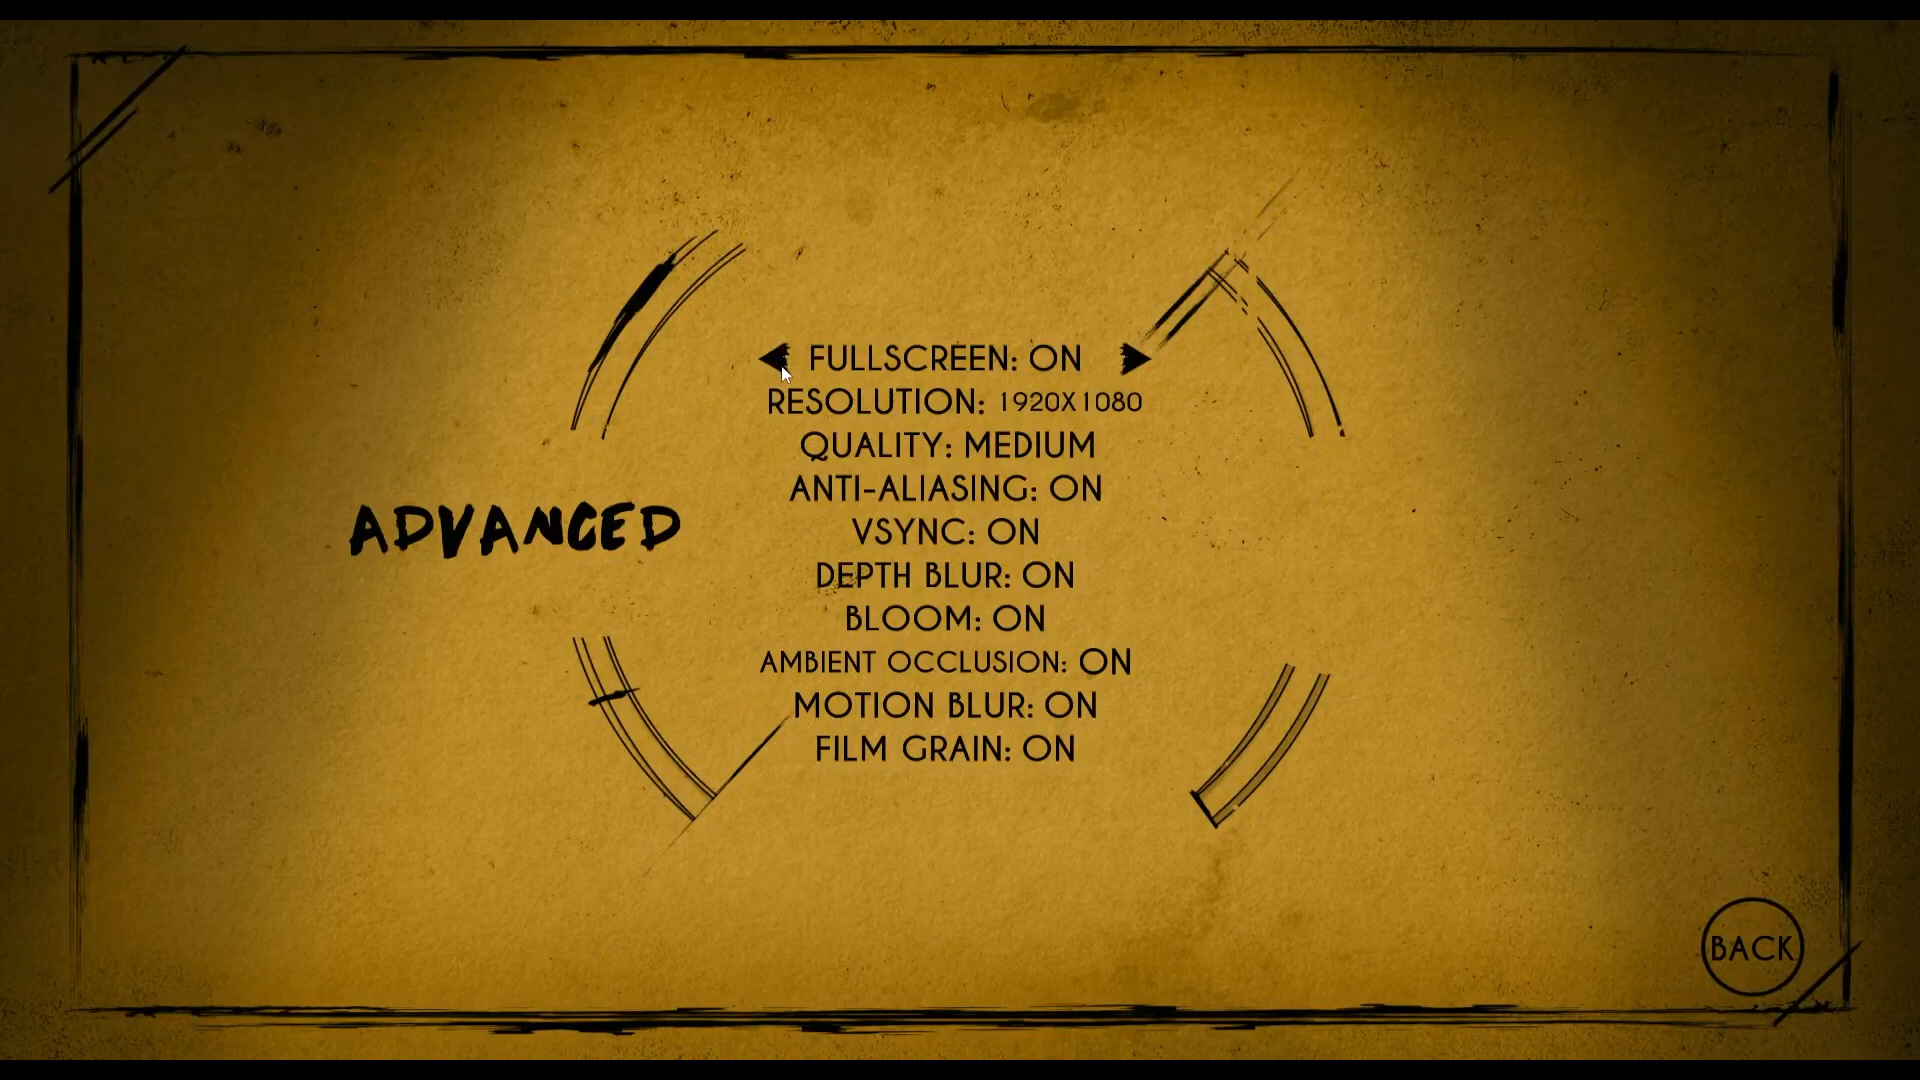 FULLSCREEN: ON
RESOLUTION: 1920X1080
QUALITY: MEDIUM
ANTI-ALIASING: ON
ADVANCED
VSYNC: ON
DEPTH BLUR: ON
BLOOM: ON
AMBIENT OCCLUSION: ON
MOTION BLUR: ON
FILM GRAIN: ON
BACK